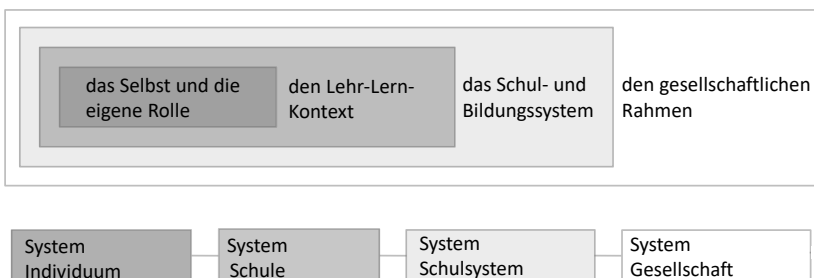 das Selbst und die
eigene Rolle
den Lehr-Lern-
Kontext
das Schul- und
Bildungssystem
den gesellschaftlichen
Rahmen
System
Individuum
System
Schule
System
Schulsystem
System
Gesellschaft